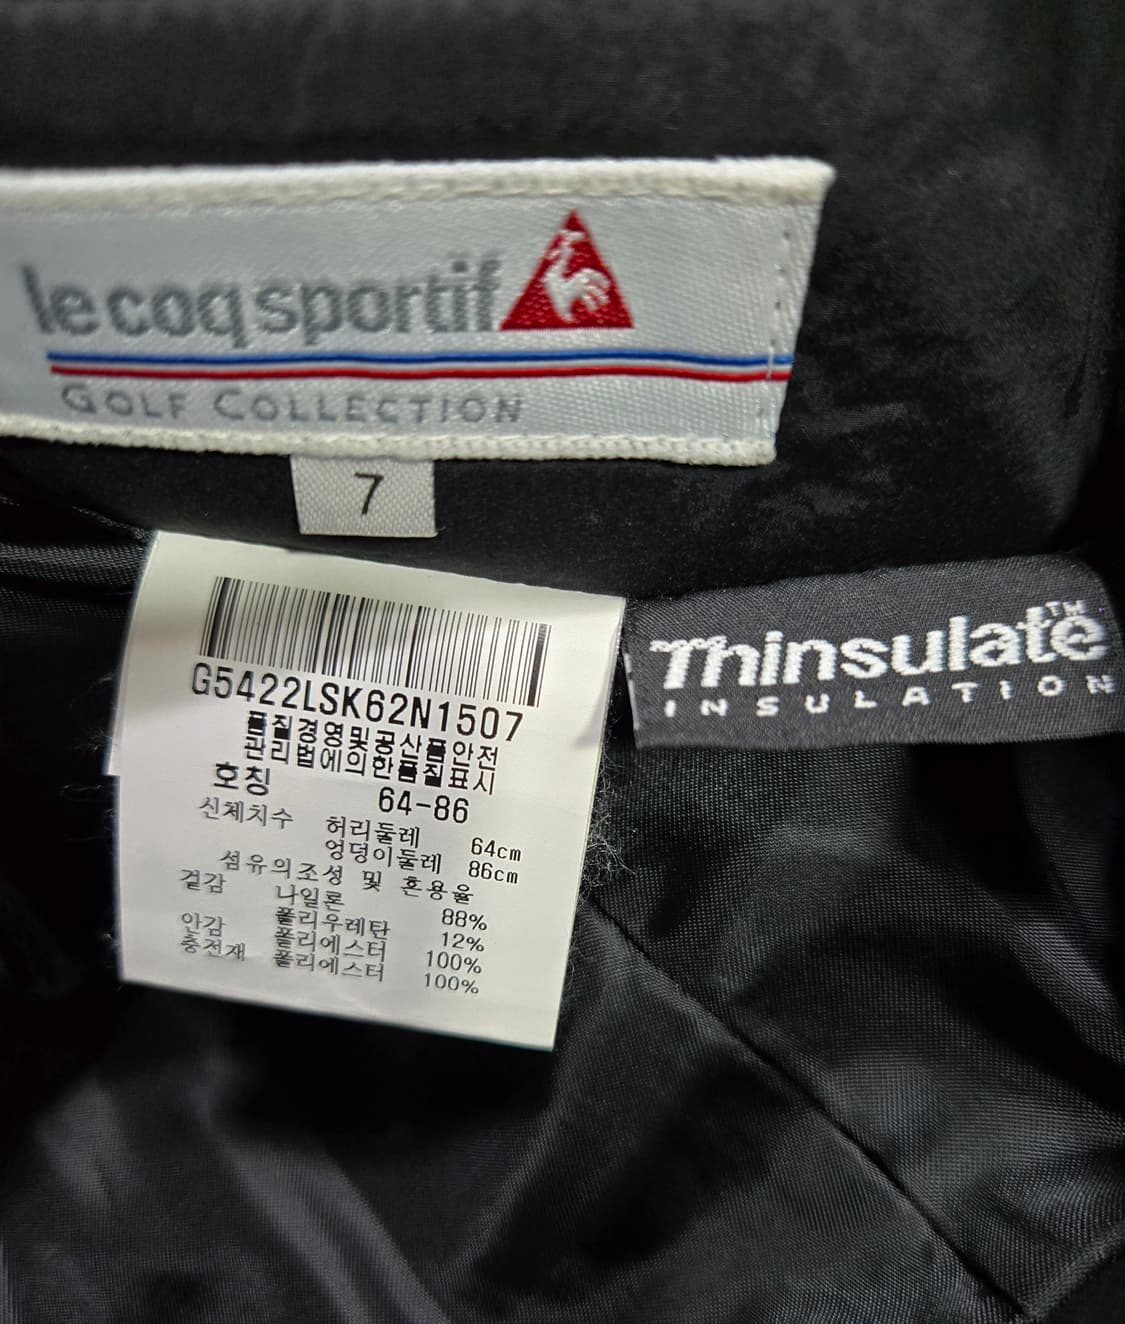 le coq sportif
GOLF COLLECTION
7
Thinsulate™
INSULATION
G5422LSK62N1507
품질경영및공산품안전
관리법에의한품질표시
호칭 64-86
신체치수 허리둘레 64cm
엉덩이둘레 86cm
섬유의조성 및 혼용율
겉감 나일론 88%
폴리우레탄 12%
안감 폴리에스터 100%
충전재 폴리에스터 100%